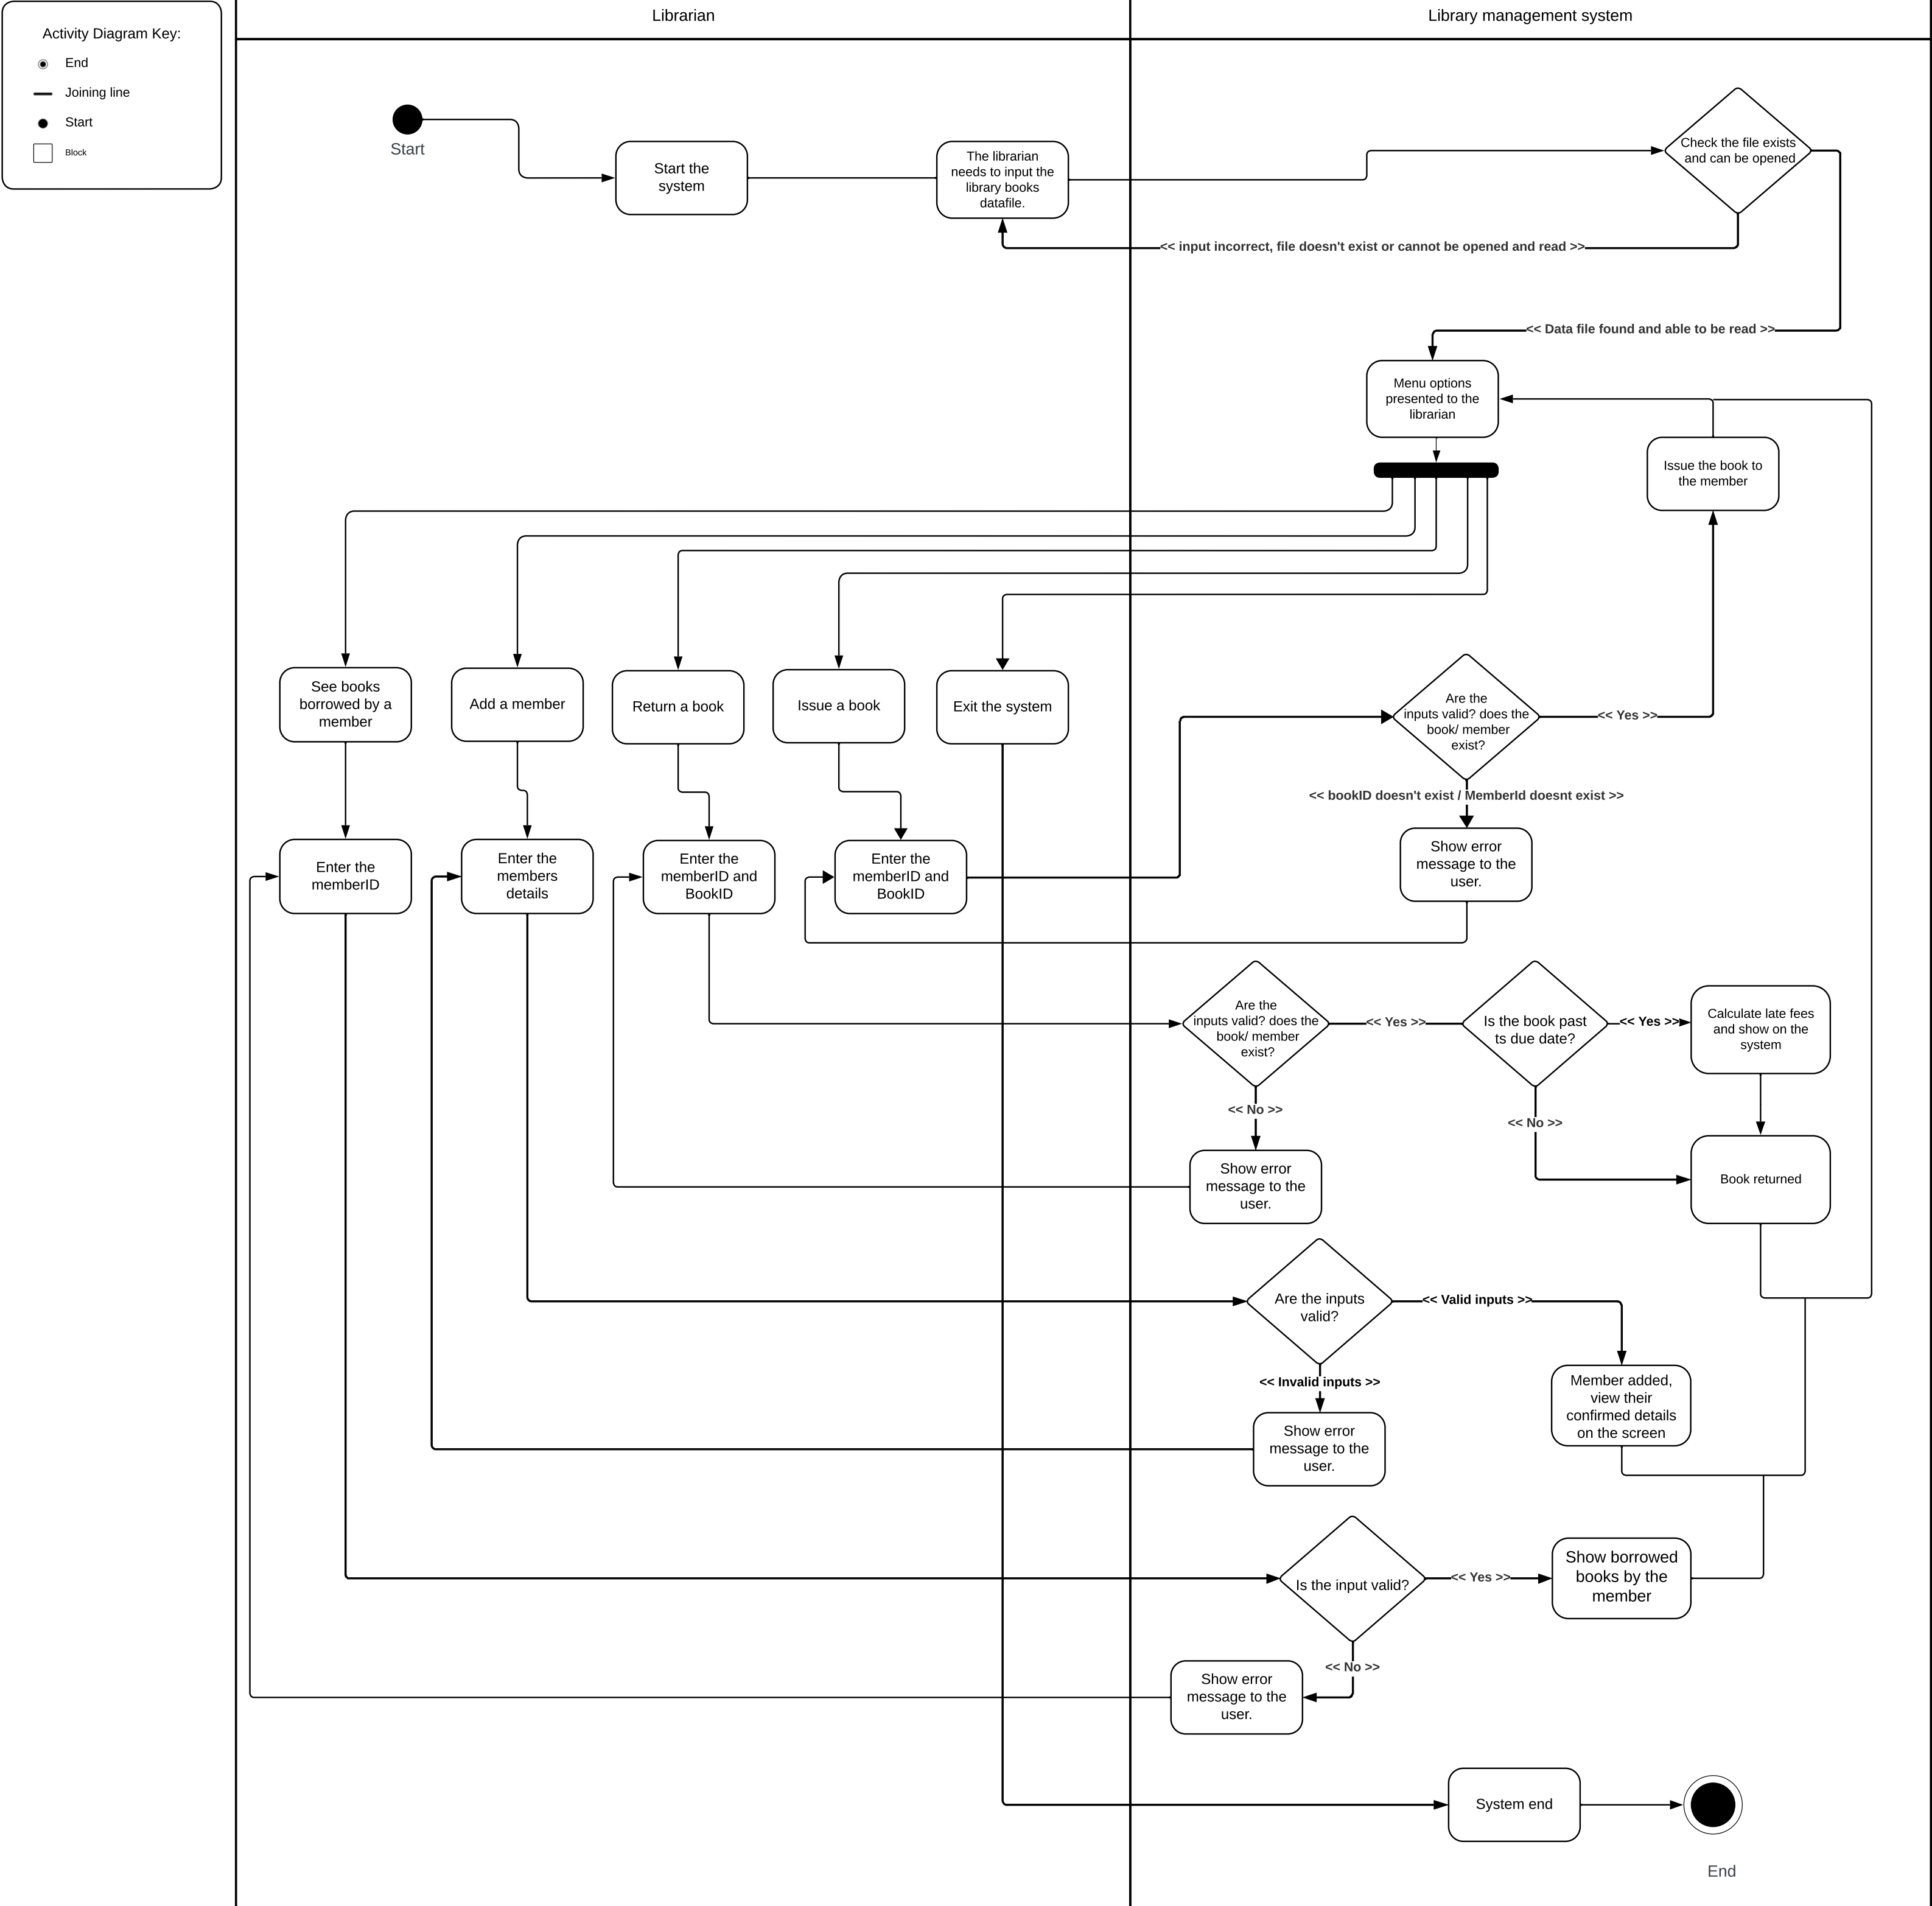 Librarian
Library management system
Activity Diagram Key:
End
Joining line
Start
Block
Start
Start the
system
The librarian
needs to input the
library books
datafile.
Check the file exists
and can be opened
<< input incorrect, file doesn't exist or cannot be opened and read >>
<< Data file found and able to be read >>
Menu options
presented to the
librarian
Issue the book to
the member
See books
borrowed by a
member
Add a member
Return a book
Issue a book
Exit the system
Are the
inputs valid? does the
book/ member
exist?
<< Yes >>
<< bookID doesn't exist / MemberId doesnt exist >>
Show error
message to the
user.
Enter the
memberID
Enter the
members
details
Enter the
memberID and
BookID
Enter the
memberID and
BookID
Are the
inputs valid? does the
book/ member
exist?
<< Yes >>
Is the book past
ts due date?
<< Yes >>
Calculate late fees
and show on the
system
<< No >>
<< No >>
Show error
message to the
user.
Book returned
Are the inputs
valid?
<< Valid inputs >>
<< Invalid inputs >>
Show error
message to the
user.
Member added,
view their
confirmed details
on the screen
Is the input valid?
<< Yes >>
Show borrowed
books by the
member
<< No >>
Show error
message to the
user.
System end
End